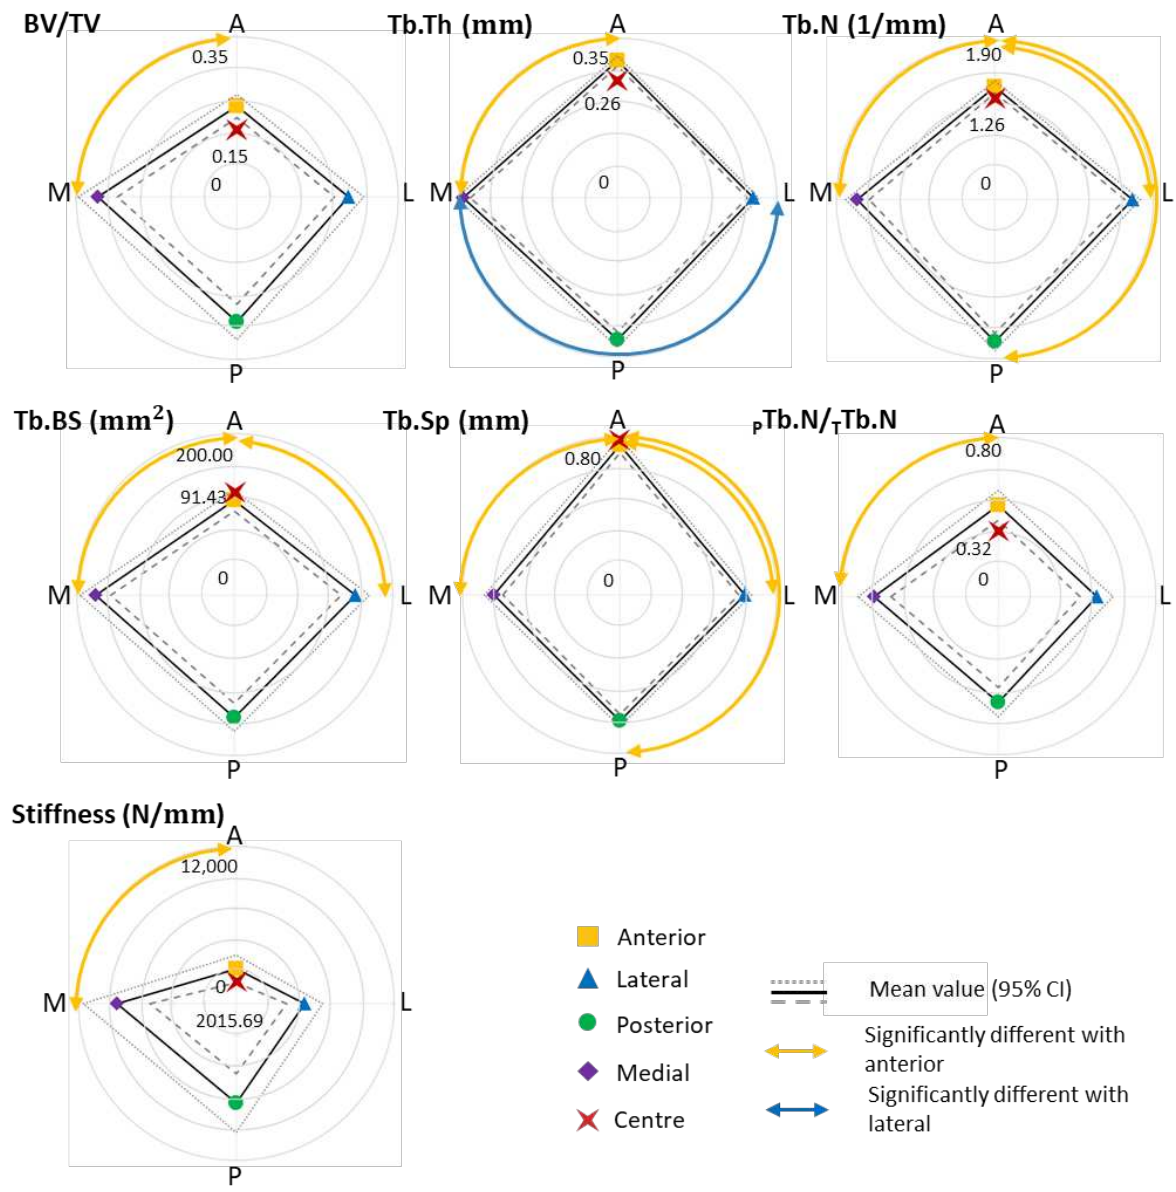 BV/TV
A
0.35
0.15
0
M
L
P
Tb.Th (mm)
A
0.35
0.26
0
M
L
P
Tb.N (1/mm)
A
1.90
1.26
0
M
L
P
Tb.BS (mm²)
A
200.00
91.43
0
M
L
P
Tb.Sp (mm)
A
0.80
0
M
L
P
PTb.N/TTb.N
A
0.80
0.32
0
M
L
P
Stiffness (N/mm)
A
12,000
0
2015.69
M
L
P
Anterior
Lateral
Posterior
Medial
Centre
Mean value (95% CI)
Significantly different with
anterior
Significantly different with
lateral